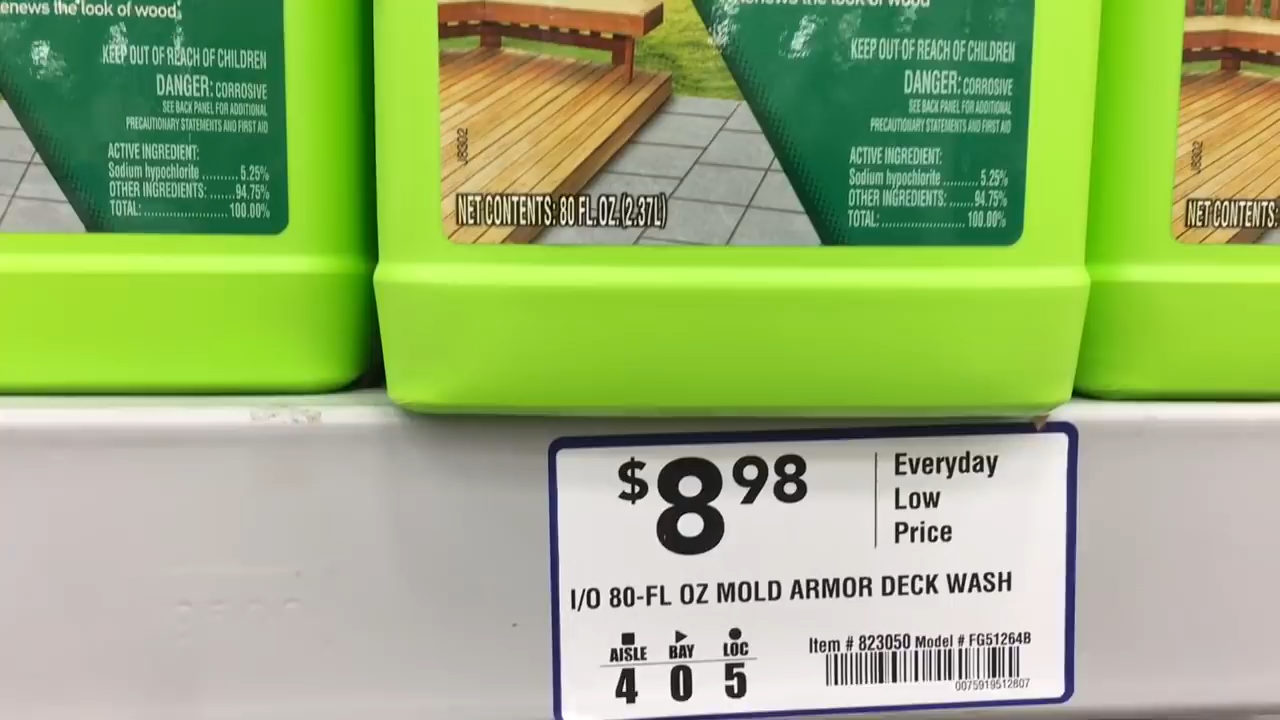 enews the look of wood.
KEEP OUT OF REACH OF CHILDREN
DANGER: CORROSIVE
SEE BACK PANEL FOR ADDITIONAL
PRECAUTIONARY STATEMENTS AND FIRST AID
ACTIVE INGREDIENT:
Sodium hypochlorite .......... 5.25%
OTHER INGREDIENTS: ...... 94.75%
TOTAL: ...................... 100.00%
look of wood
KEEP OUT OF REACH OF CHILDREN
DANGER: CORROSIVE
SEE BACK PANEL FOR ADDITIONAL
PRECAUTIONARY STATEMENTS AND FIRST AID
J8302
ACTIVE INGREDIENT:
Sodium hypochlorite .......... 5.25%
OTHER INGREDIENTS: ...... 94.75%
TOTAL: ...................... 100.00%
NET CONTENTS: 80 FL. OZ. (2.37L)
J8302
NET CONTENTS:
$8 98
Everyday
Low
Price
I/O 80-FL OZ MOLD ARMOR DECK WASH
AISLE BAY LOC
4 0 5
Item # 823050 Model # FG51264B
0075919512807